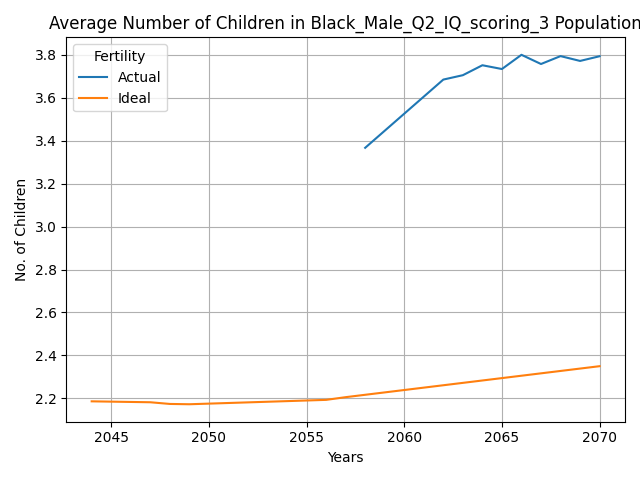 Average Number of Children in Black_Male_Q2_IQ_scoring_3 Population
Fertility
Actual
Ideal
3.8
3.6
3.4
3.2
3.0
2.8
2.6
2.4
2.2
No. of Children
2045
2050
2055
2060
2065
2070
Years